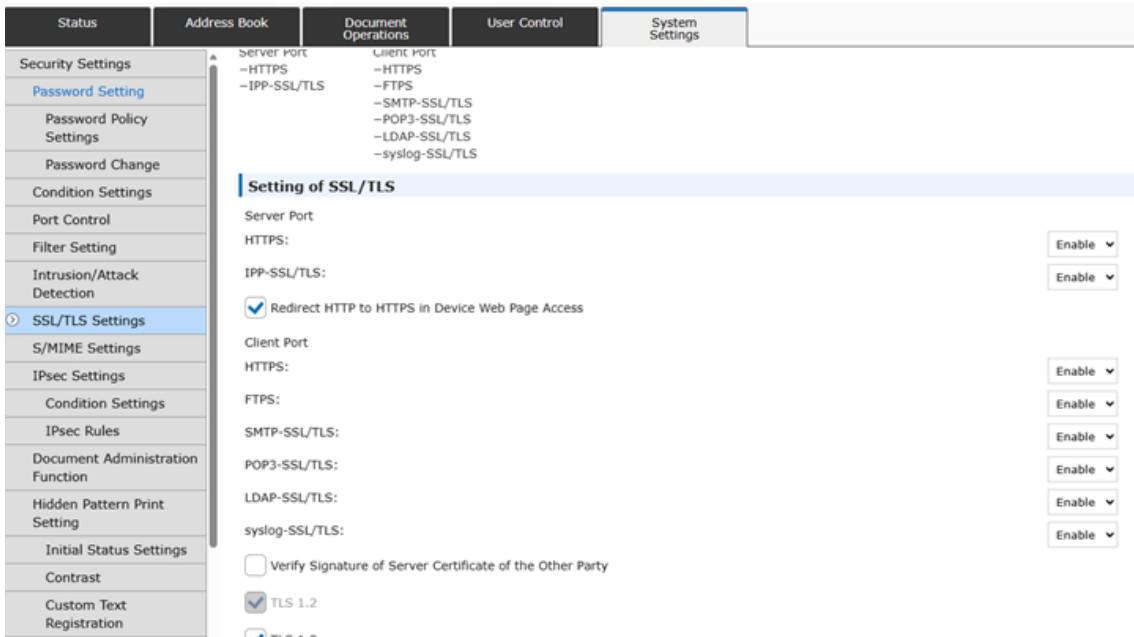 Status
Address Book
Document
Operations
User Control
System
Settings
Security Settings
Password Setting
Password Policy
Settings
Password Change
Condition Settings
Port Control
Filter Setting
Intrusion/Attack
Detection
SSL/TLS Settings
S/MIME Settings
IPsec Settings
Condition Settings
IPsec Rules
Document Administration
Function
Hidden Pattern Print
Setting
Initial Status Settings
Contrast
Custom Text
Registration
Server Port
−HTTPS
−IPP-SSL/TLS
Client Port
−HTTPS
−FTPS
−SMTP-SSL/TLS
−POP3-SSL/TLS
−LDAP-SSL/TLS
−syslog-SSL/TLS
Setting of SSL/TLS
Server Port
HTTPS: Enable
IPP-SSL/TLS: Enable
Redirect HTTP to HTTPS in Device Web Page Access
Client Port
HTTPS: Enable
FTPS: Enable
SMTP-SSL/TLS: Enable
POP3-SSL/TLS: Enable
LDAP-SSL/TLS: Enable
syslog-SSL/TLS: Enable
Verify Signature of Server Certificate of the Other Party
TLS 1.2